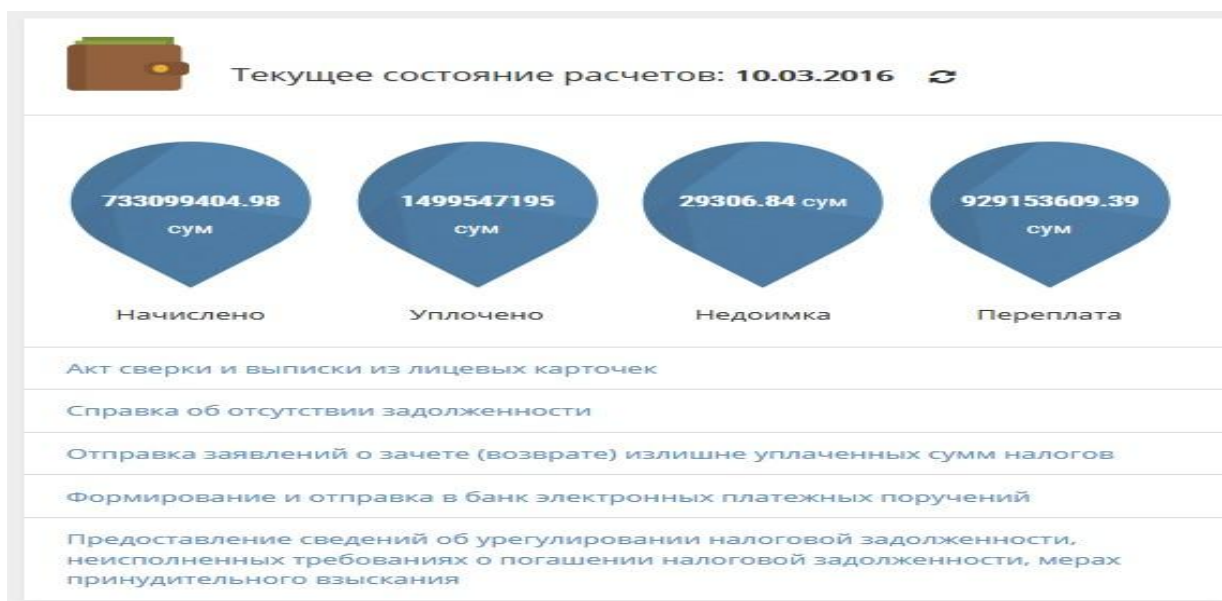 Текущее состояние расчетов: 10.03.2016
733099404.98 сум
1499547195 сум
29306.84 сум
929153609.39 сум
Начислено
Уплочено
Недоимка
Переплата
Акт сверки и выписки из лицевых карточек
Справка об отсутствии задолженности
Отправка заявлений о зачете (возврате) излишне уплаченных сумм налогов
Формирование и отправка в банк электронных платежных поручений
Предоставление сведений об урегулировании налоговой задолженности,
неисполненных требованиях о погашении налоговой задолженности, мерах
принудительного взыскания